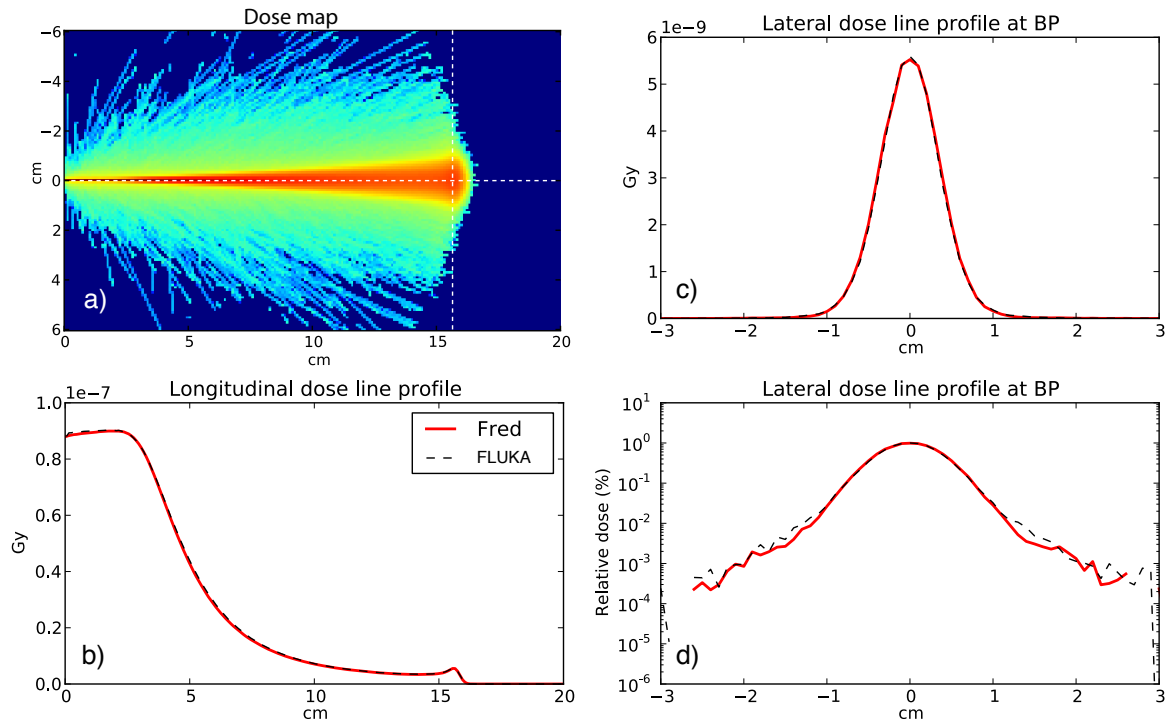 Dose map
−6
−4
−2
0
2
4
6
cm
a)
0 5 10 15 20
cm
Lateral dose line profile at BP
1e−9
6
5
4
3
2
1
0
Gy
c)
−3 −2 −1 0 1 2 3
cm
Longitudinal dose line profile
1e−7
1.0
0.8
0.6
0.4
0.2
0.0
Gy
Fred
FLUKA
b)
0 5 10 15 20
cm
Lateral dose line profile at BP
10^1
10^0
10^-1
10^-2
10^-3
10^-4
10^-5
10^-6
Relative dose (%)
d)
−3 −2 −1 0 1 2 3
cm